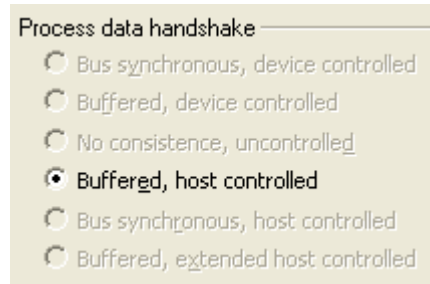 Process data handshake
Bus synchronous, device controlled
Buffered, device controlled
No consistence, uncontrolled
Buffered, host controlled
Bus synchronous, host controlled
Buffered, extended host controlled